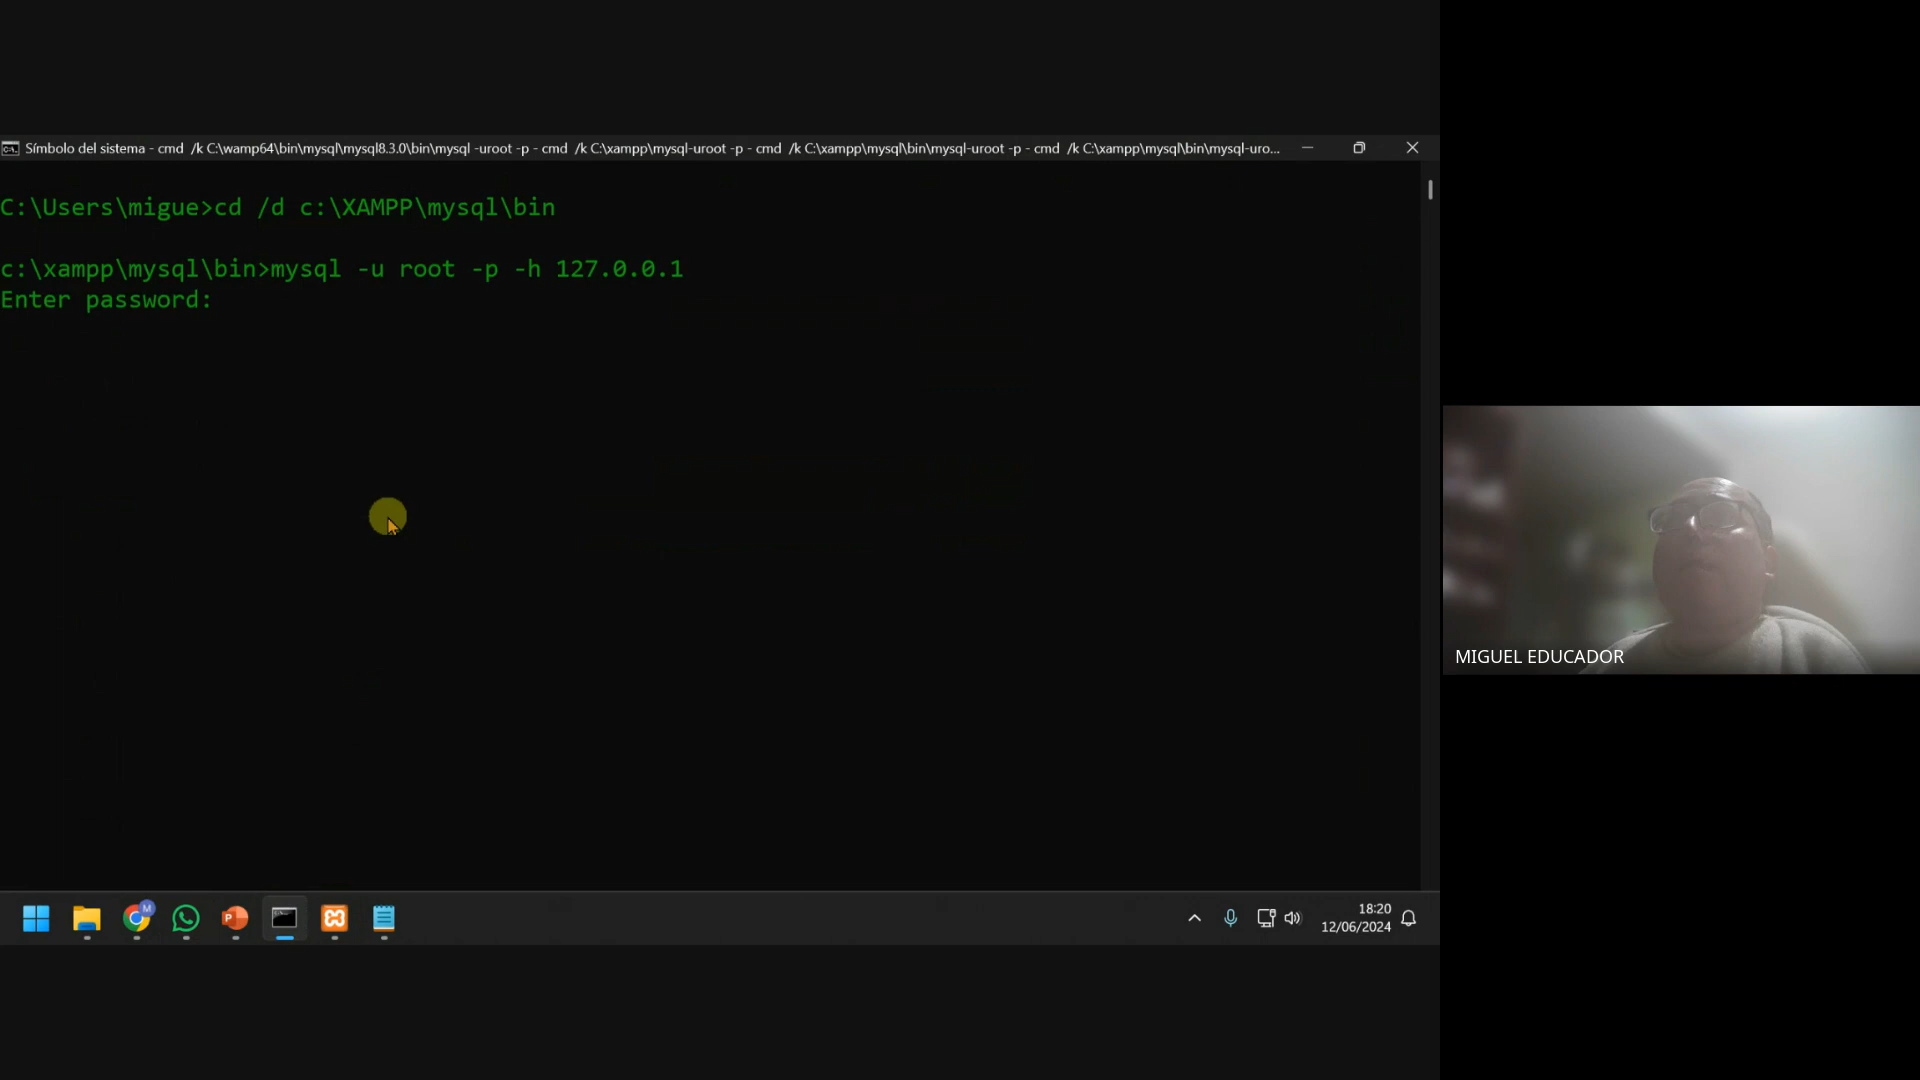 Símbolo del sistema - cmd /k C:\wamp64\bin\mysql\mysql8.3.0\bin\mysql -uroot -p - cmd /k C:\xampp\mysql-uroot -p - cmd /k C:\xampp\mysql\bin\mysql-uroot -p - cmd /k C:\xampp\mysql\bin\mysql-uro...
C:\Users\migue>cd /d c:\XAMPP\mysql\bin
c:\xampp\mysql\bin>mysql -u root -p -h 127.0.0.1
Enter password:
MIGUEL EDUCADOR
M
P
18:20
12/06/2024